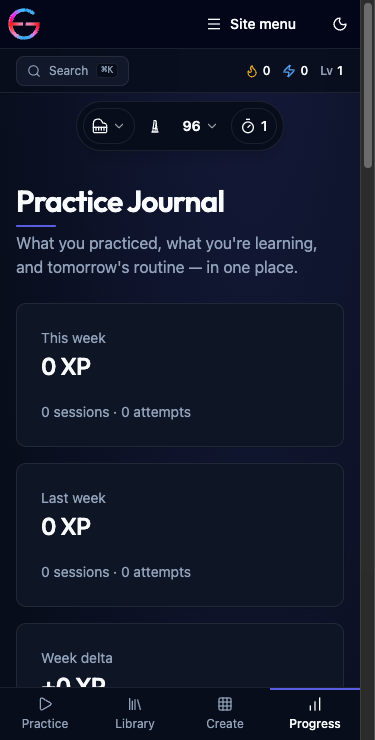 Site menu
Search ⌘K
0
0
Lv 1
96
1
Practice Journal
What you practiced, what you're learning,
and tomorrow's routine — in one place.
This week
0 XP
0 sessions · 0 attempts
Last week
0 XP
0 sessions · 0 attempts
Week delta
+0 XP
Practice
Library
Create
Progress